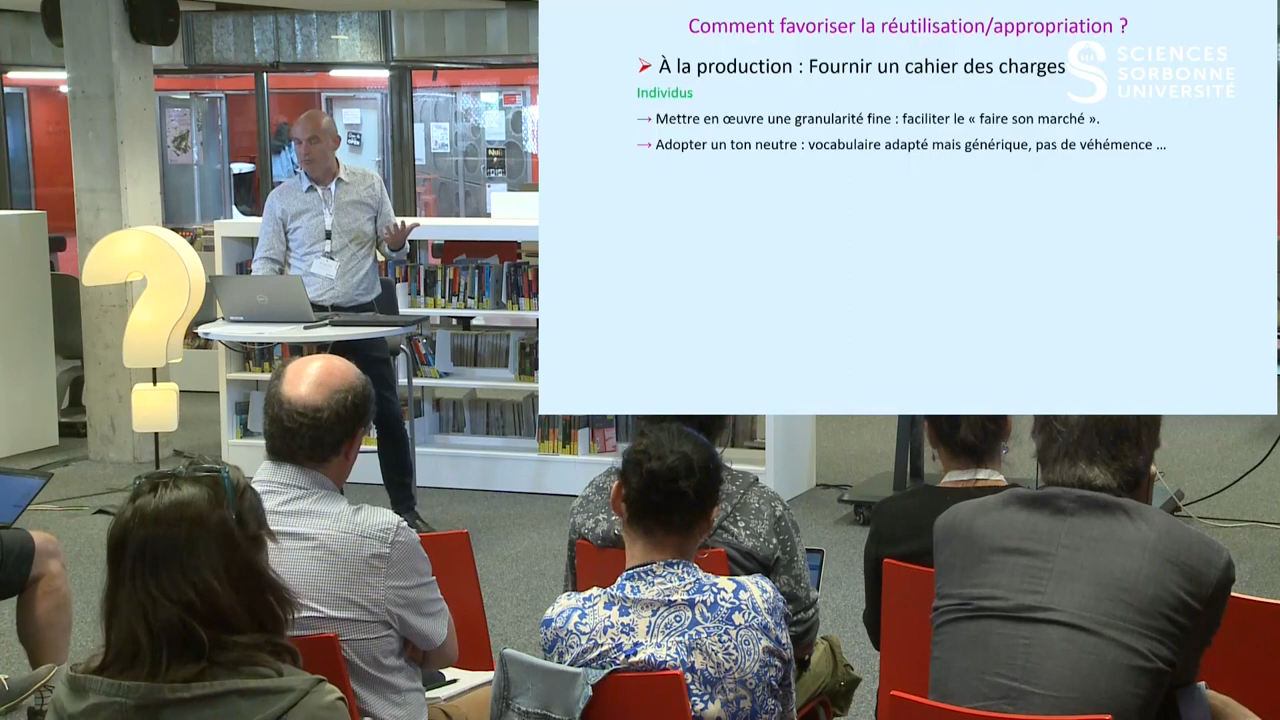 Comment favoriser la réutilisation/appropriation ?
➢ À la production : Fournir un cahier des charges
SCIENCES
SORBONNE
UNIVERSITÉ
Individus
→ Mettre en œuvre une granularité fine : faciliter le « faire son marché ».
→ Adopter un ton neutre : vocabulaire adapté mais générique, pas de véhémence ...
?